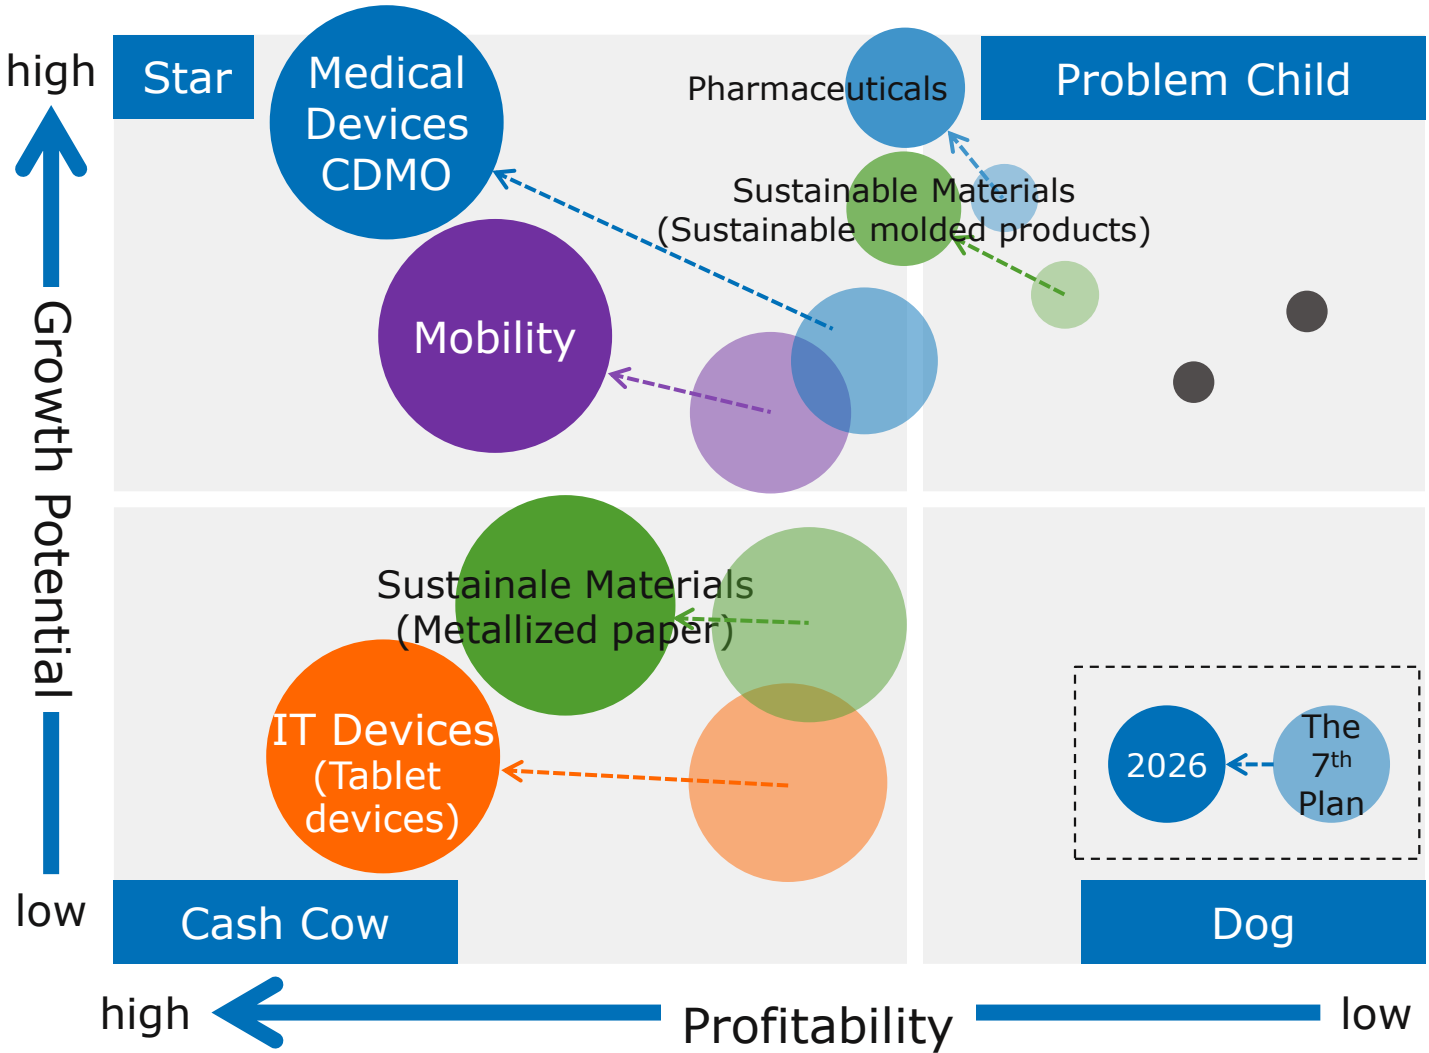 high
Star
Medical
Devices
CDMO
Pharmaceuticals
Problem Child
Sustainable Materials
(Sustainable molded products)
Mobility
Growth Potential
Sustainale Materials
(Metallized paper)
IT Devices
(Tablet
devices)
2026
The
7th
Plan
low
Cash Cow
Dog
high
Profitability
low